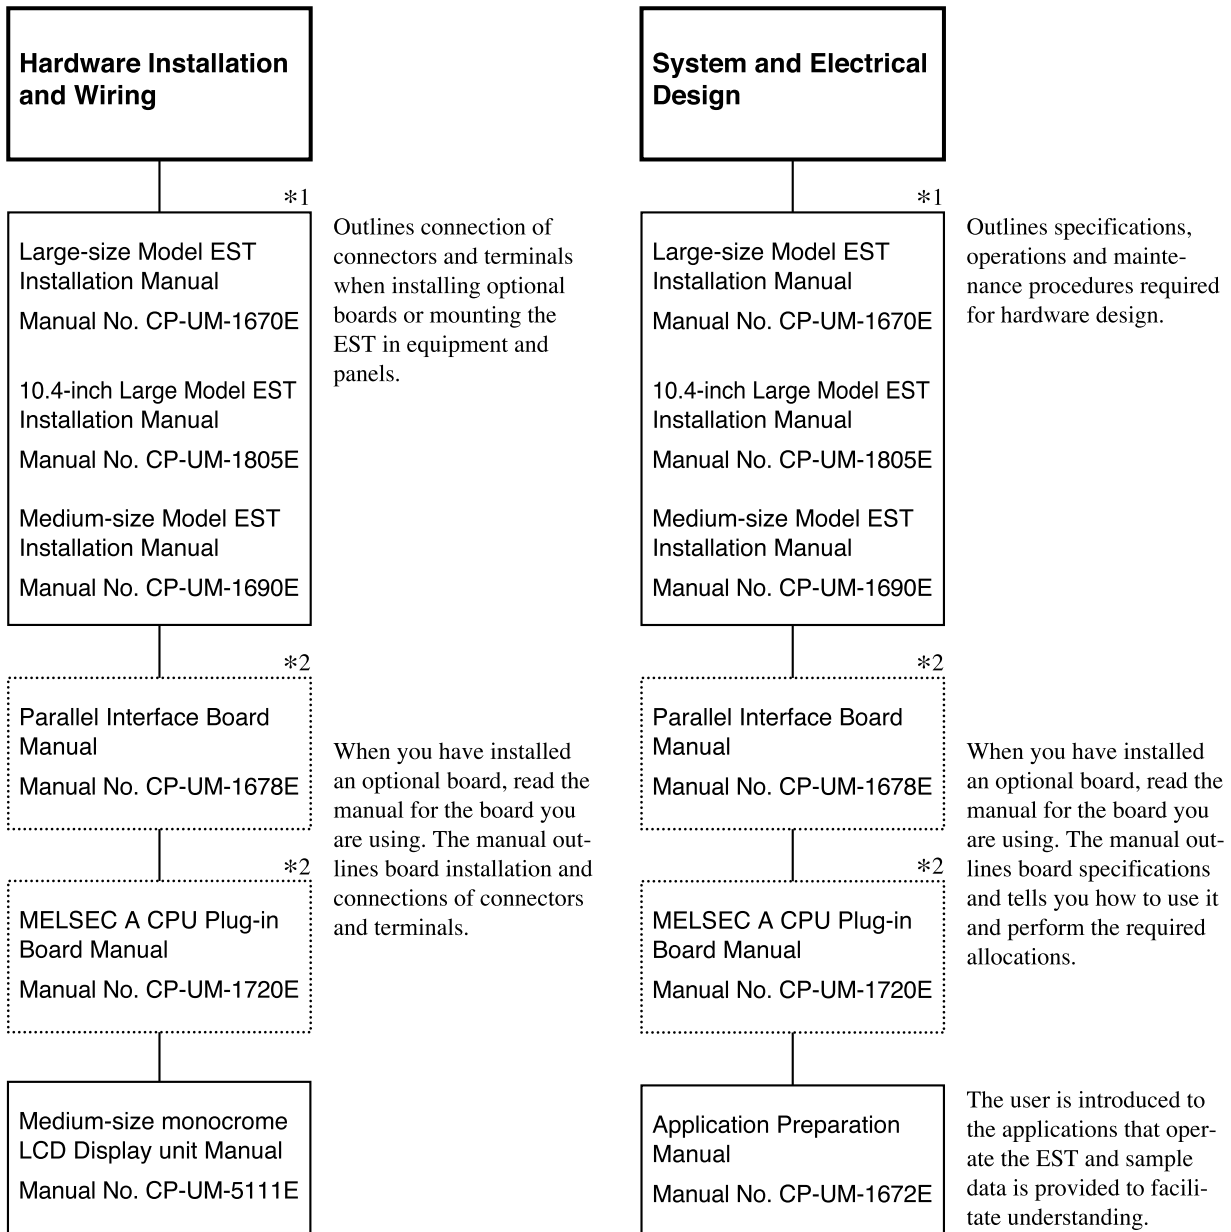 Hardware Installation
and Wiring
*1
Large-size Model EST
Installation Manual
Manual No. CP-UM-1670E
10.4-inch Large Model EST
Installation Manual
Manual No. CP-UM-1805E
Medium-size Model EST
Installation Manual
Manual No. CP-UM-1690E
Outlines connection of
connectors and terminals
when installing optional
boards or mounting the
EST in equipment and
panels.
*2
Parallel Interface Board
Manual
Manual No. CP-UM-1678E
When you have installed
an optional board, read the
manual for the board you
are using. The manual out-
lines board installation and
connections of connectors
and terminals.
*2
MELSEC A CPU Plug-in
Board Manual
Manual No. CP-UM-1720E
Medium-size monocrome
LCD Display unit Manual
Manual No. CP-UM-5111E
System and Electrical
Design
*1
Large-size Model EST
Installation Manual
Manual No. CP-UM-1670E
10.4-inch Large Model EST
Installation Manual
Manual No. CP-UM-1805E
Medium-size Model EST
Installation Manual
Manual No. CP-UM-1690E
Outlines specifications,
operations and mainte-
nance procedures required
for hardware design.
*2
Parallel Interface Board
Manual
Manual No. CP-UM-1678E
When you have installed
an optional board, read the
manual for the board you
are using. The manual out-
lines board specifications
and tells you how to use it
and perform the required
allocations.
*2
MELSEC A CPU Plug-in
Board Manual
Manual No. CP-UM-1720E
Application Preparation
Manual
Manual No. CP-UM-1672E
The user is introduced to
the applications that oper-
ate the EST and sample
data is provided to facili-
tate understanding.